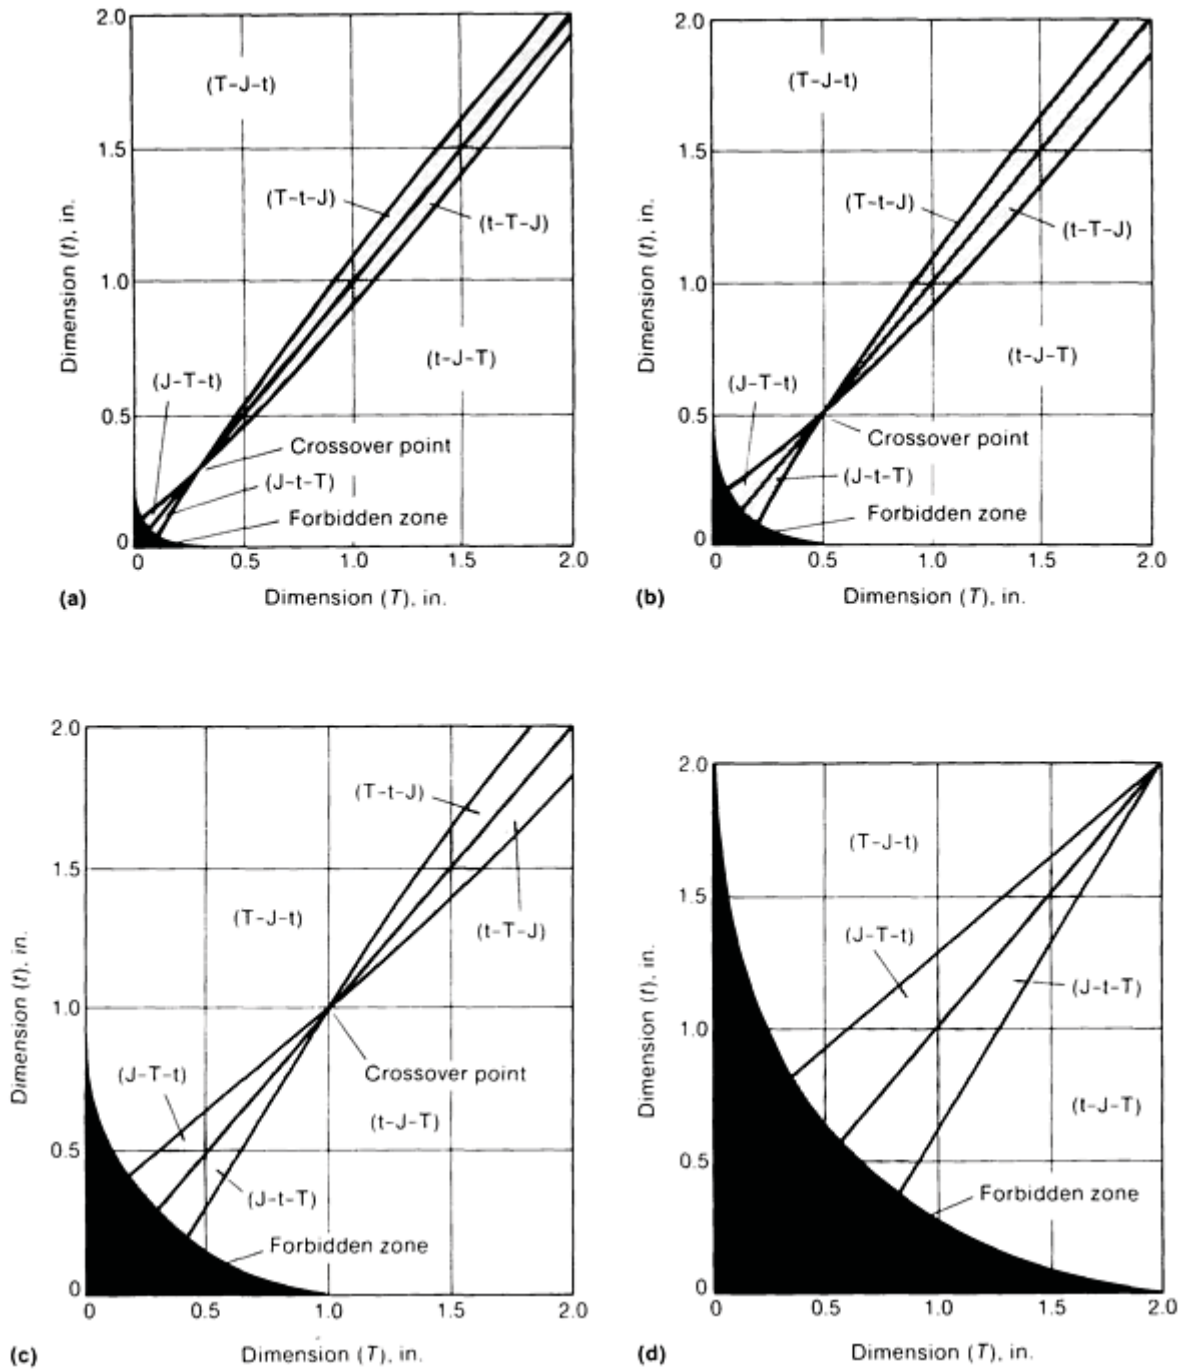 2.0
1.5
1.0
0.5
0
0
0.5
1.0
1.5
2.0
Dimension (t), in.
Dimension (T), in.
(T-J-t)
(T-t-J)
(t-T-J)
(t-J-T)
(J-T-t)
Crossover point
(J-t-T)
Forbidden zone
(a)
2.0
1.5
1.0
0.5
0
0
0.5
1.0
1.5
2.0
Dimension (t), in.
Dimension (T), in.
(T-J-t)
(T-t-J)
(t-T-J)
(t-J-T)
(J-T-t)
Crossover point
(J-t-T)
Forbidden zone
(b)
2.0
1.5
1.0
0.5
0
0
0.5
1.0
1.5
2.0
Dimension (t), in.
Dimension (T), in.
(T-t-J)
(T-J-t)
(t-T-J)
(J-T-t)
Crossover point
(t-J-T)
(J-t-T)
Forbidden zone
(c)
2.0
1.5
1.0
0.5
0
0
0.5
1.0
1.5
2.0
Dimension (t), in.
Dimension (T), in.
(T-J-t)
(J-T-t)
(J-t-T)
(t-J-T)
Forbidden zone
(d)